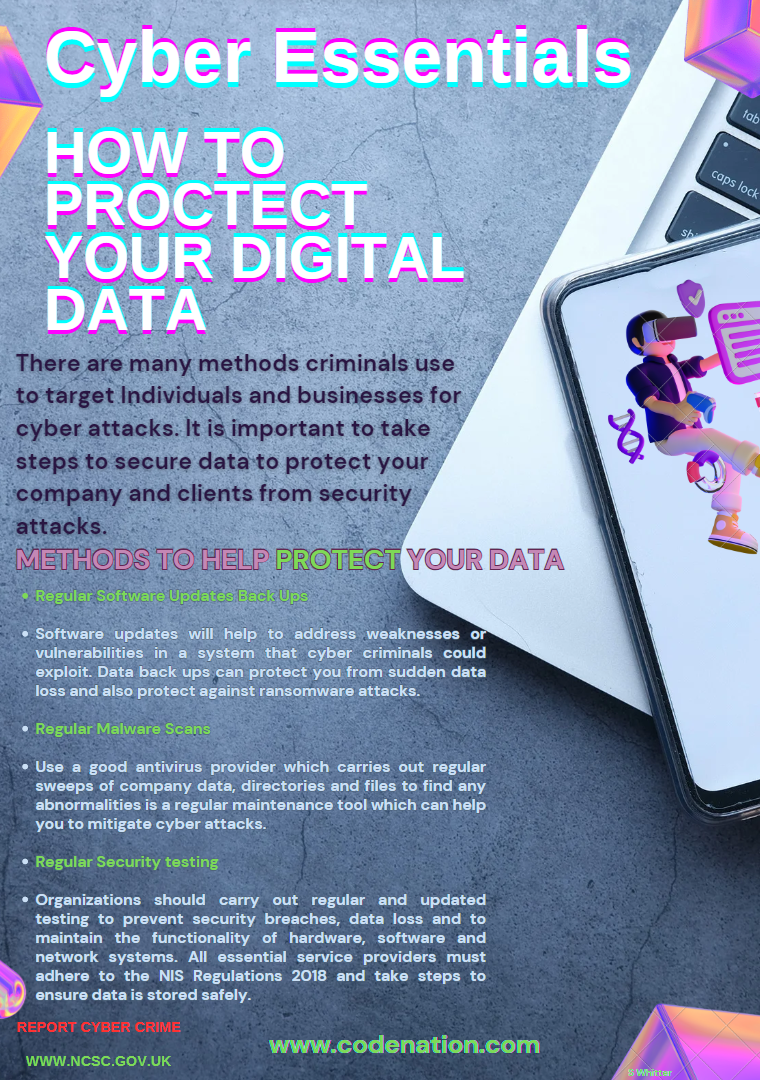 Cyber Essentials
HOW TO
PROCTECT
YOUR DIGITAL
DATA
tab
caps lock
There are many methods criminals use
to target Individuals and businesses for
cyber attacks. It is important to take
steps to secure data to protect your
company and clients from security
attacks.
METHODS TO HELP PROTECT YOUR DATA
• Regular Software Updates Back Ups
• Software updates will help to address weaknesses or
vulnerabilities in a system that cyber criminals could
exploit. Data back ups can protect you from sudden data
loss and also protect against ransomware attacks.
• Regular Malware Scans
• Use a good antivirus provider which carries out regular
sweeps of company data, directories and files to find any
abnormalities is a regular maintenance tool which can help
you to mitigate cyber attacks.
• Regular Security testing
• Organizations should carry out regular and updated
testing to prevent security breaches, data loss and to
maintain the functionality of hardware, software and
network systems. All essential service providers must
adhere to the NIS Regulations 2018 and take steps to
ensure data is stored safely.
REPORT CYBER CRIME
www.codenation.com
WWW.NCSC.GOV.UK
Whitter